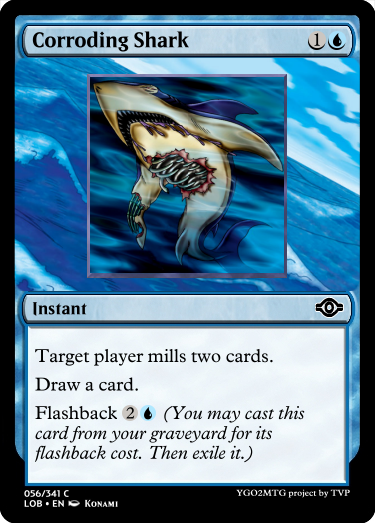 Corroding Shark 1
Instant
Target player mills two cards.
Draw a card.
Flashback 2 (You may cast this
card from your graveyard for its
flashback cost. Then exile it.)
056/341 C
LOB • EN KONAMI
YGO2MTG project by TVP